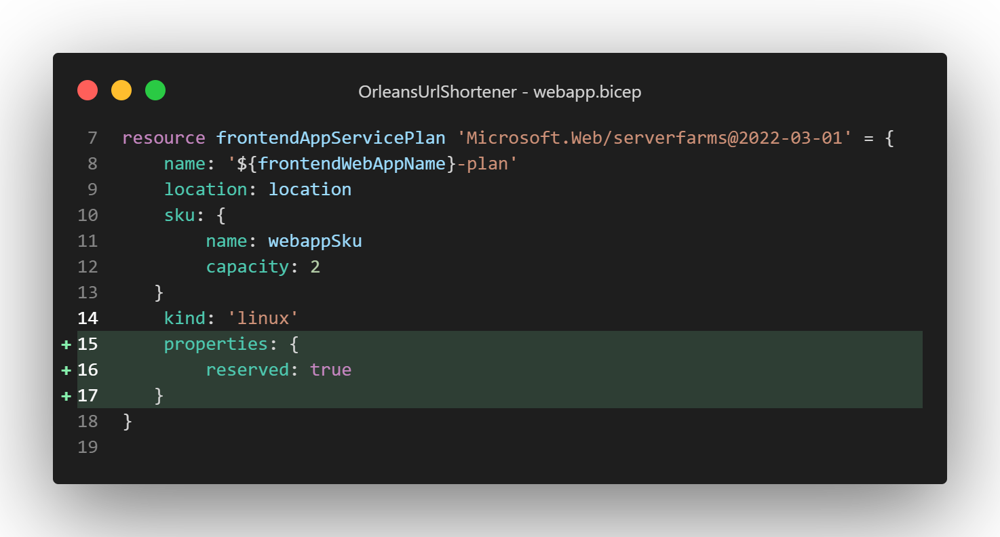 OrleansUrlShortener - webapp.bicep
7 resource frontendAppServicePlan 'Microsoft.Web/serverfarms@2022-03-01' = {
8     name: '${frontendWebAppName}-plan'
9     location: location
10     sku: {
11         name: webappSku
12         capacity: 2
13    }
14     kind: 'linux'
+ 15     properties: {
+ 16         reserved: true
+ 17    }
18 }
19